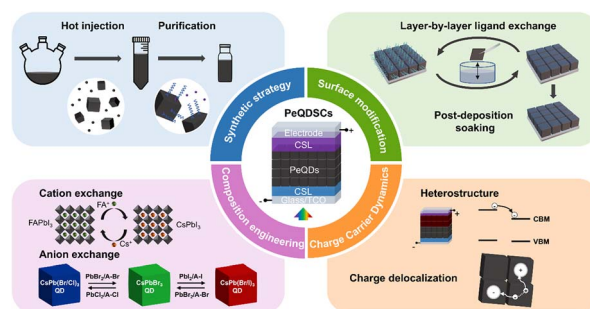 Hot injection
Purification
Layer-by-layer ligand exchange
Post-deposition
soaking
Synthetic strategy
Surface modification
PeQDSCs
Electrode
CSL
PeQDs
CSL
Glass/TCO
+
-
Composition engineering
Charge Carrier Dynamics
Cation exchange
FA⁺
FAPbI₃
CsPbI₃
Cs⁺
Anion exchange
CsPb(Br/Cl)₃
QD
PbBr₂/A-Br
PbCl₂/A-Cl
CsPbBr₃
QD
PbI₂/A-I
PbBr₂/A-Br
CsPb(Br/I)₃
QD
Heterostructure
+
-
CBM
VBM
Charge delocalization